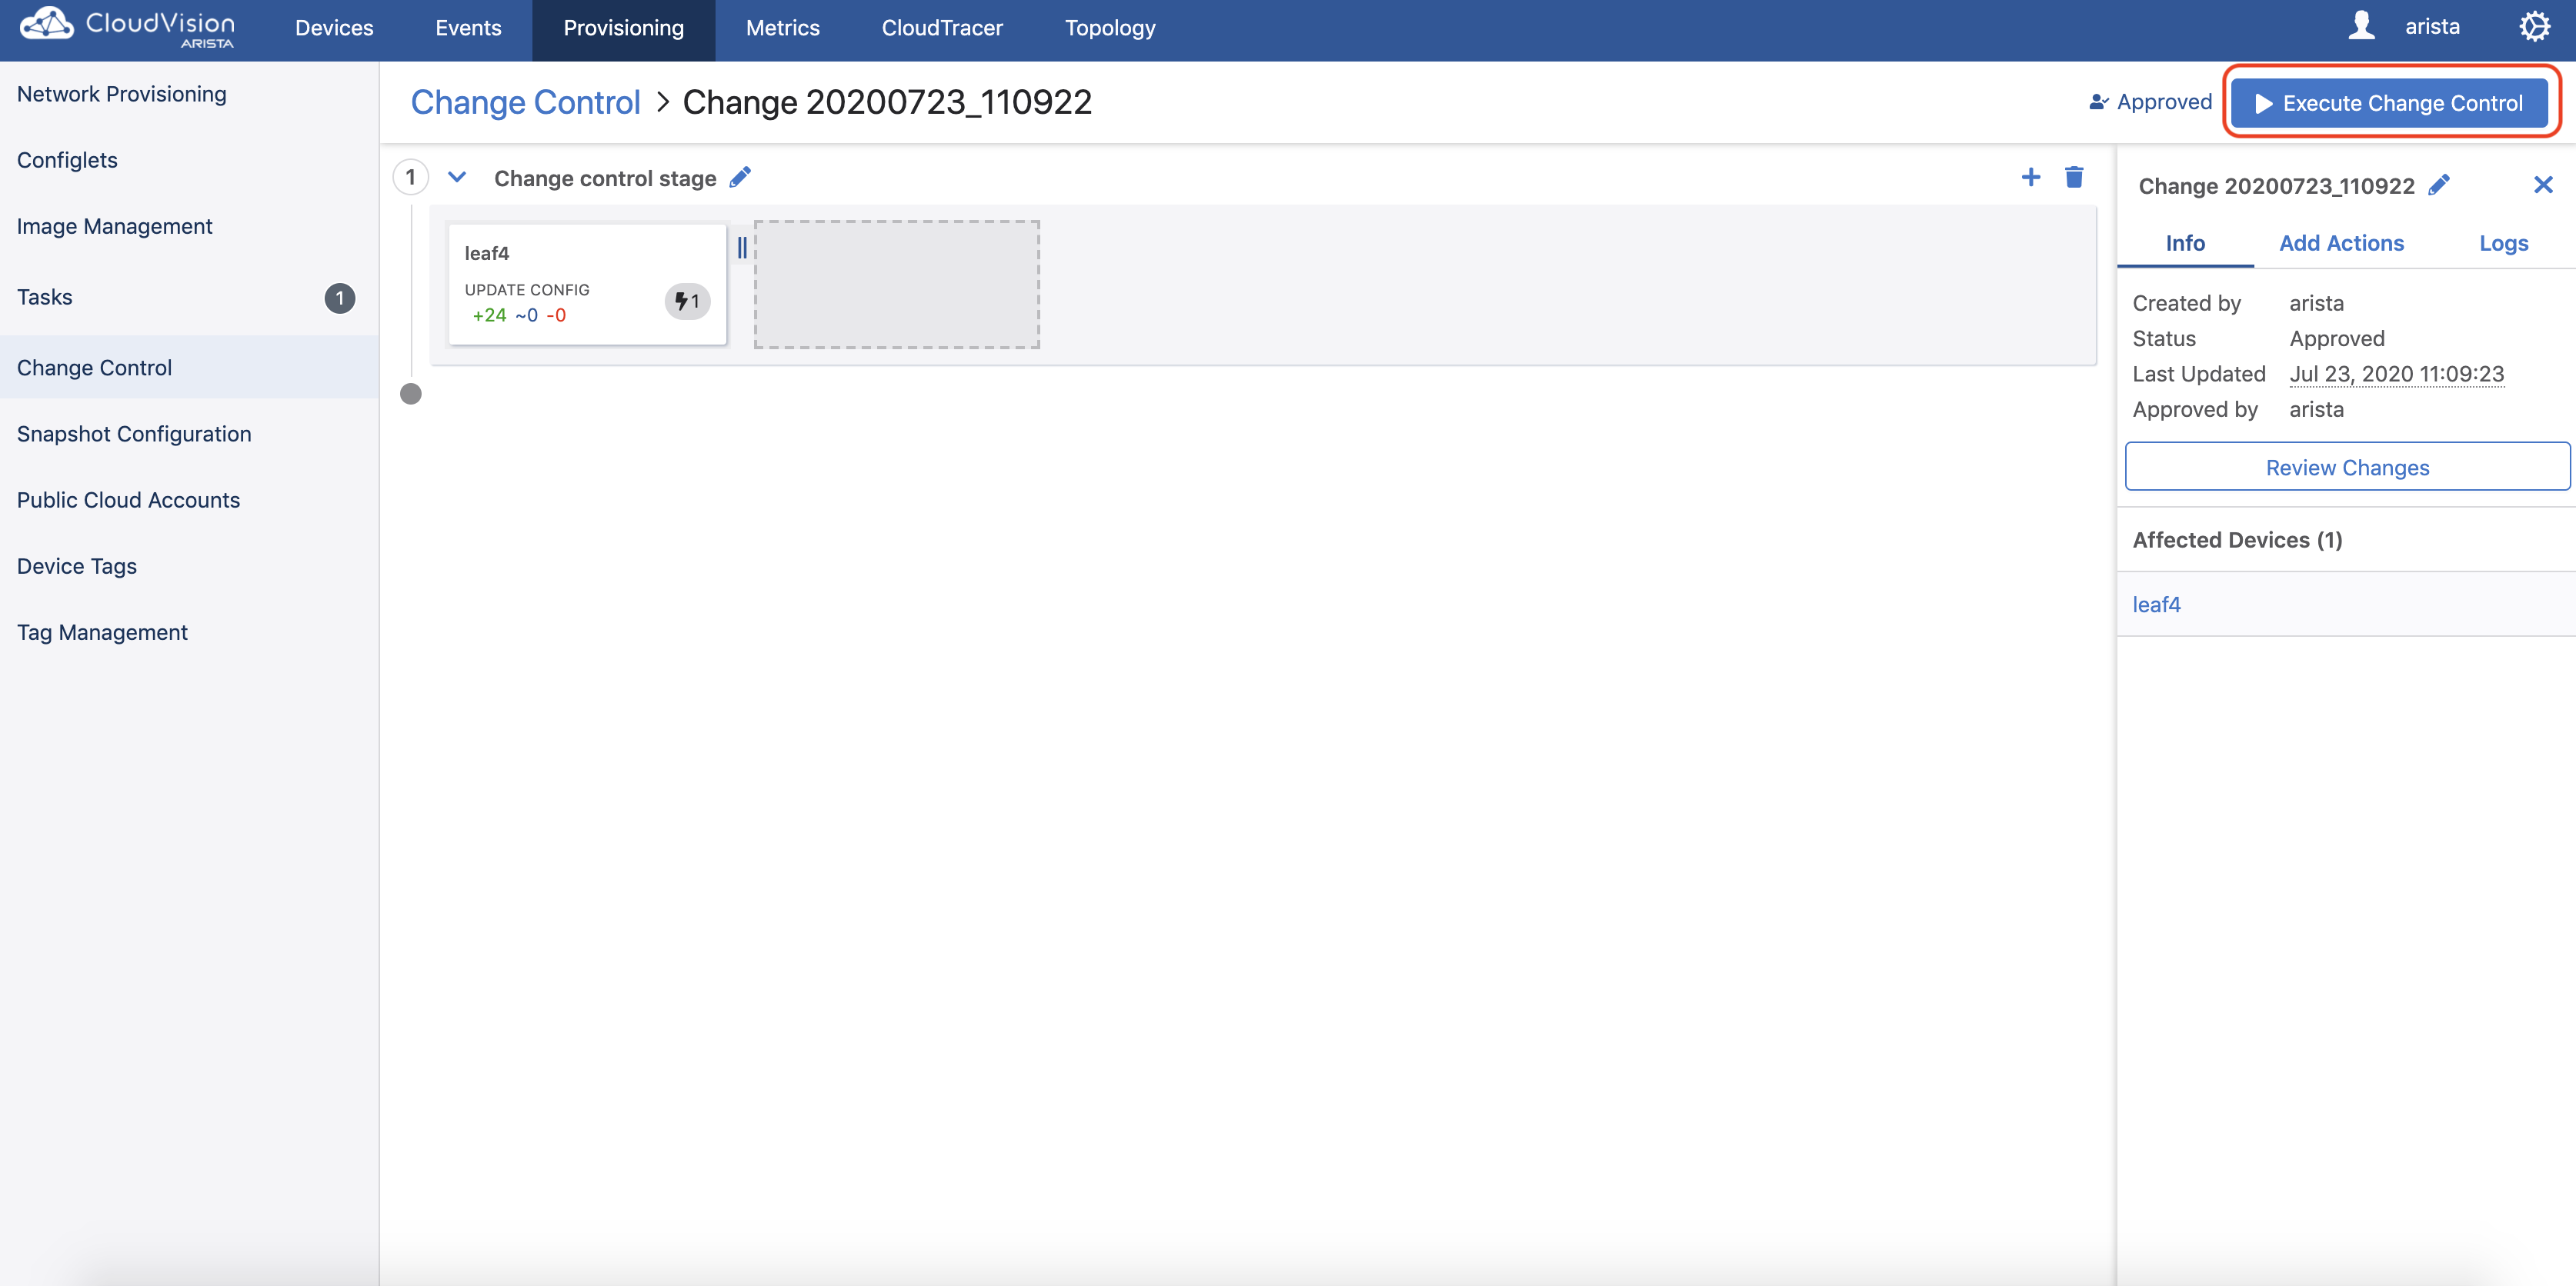 CloudVision
ARISTA
Devices Events Provisioning Metrics CloudTracer Topology
arista
Network Provisioning
Configlets
Image Management
Tasks 1
Change Control
Snapshot Configuration
Public Cloud Accounts
Device Tags
Tag Management
Change Control > Change 20200723_110922
Approved
Execute Change Control
1 Change control stage
leaf4
UPDATE CONFIG
+24 ~0 -0
1
Change 20200723_110922
Info Add Actions Logs
Created by arista
Status Approved
Last Updated Jul 23, 2020 11:09:23
Approved by arista
Review Changes
Affected Devices (1)
leaf4